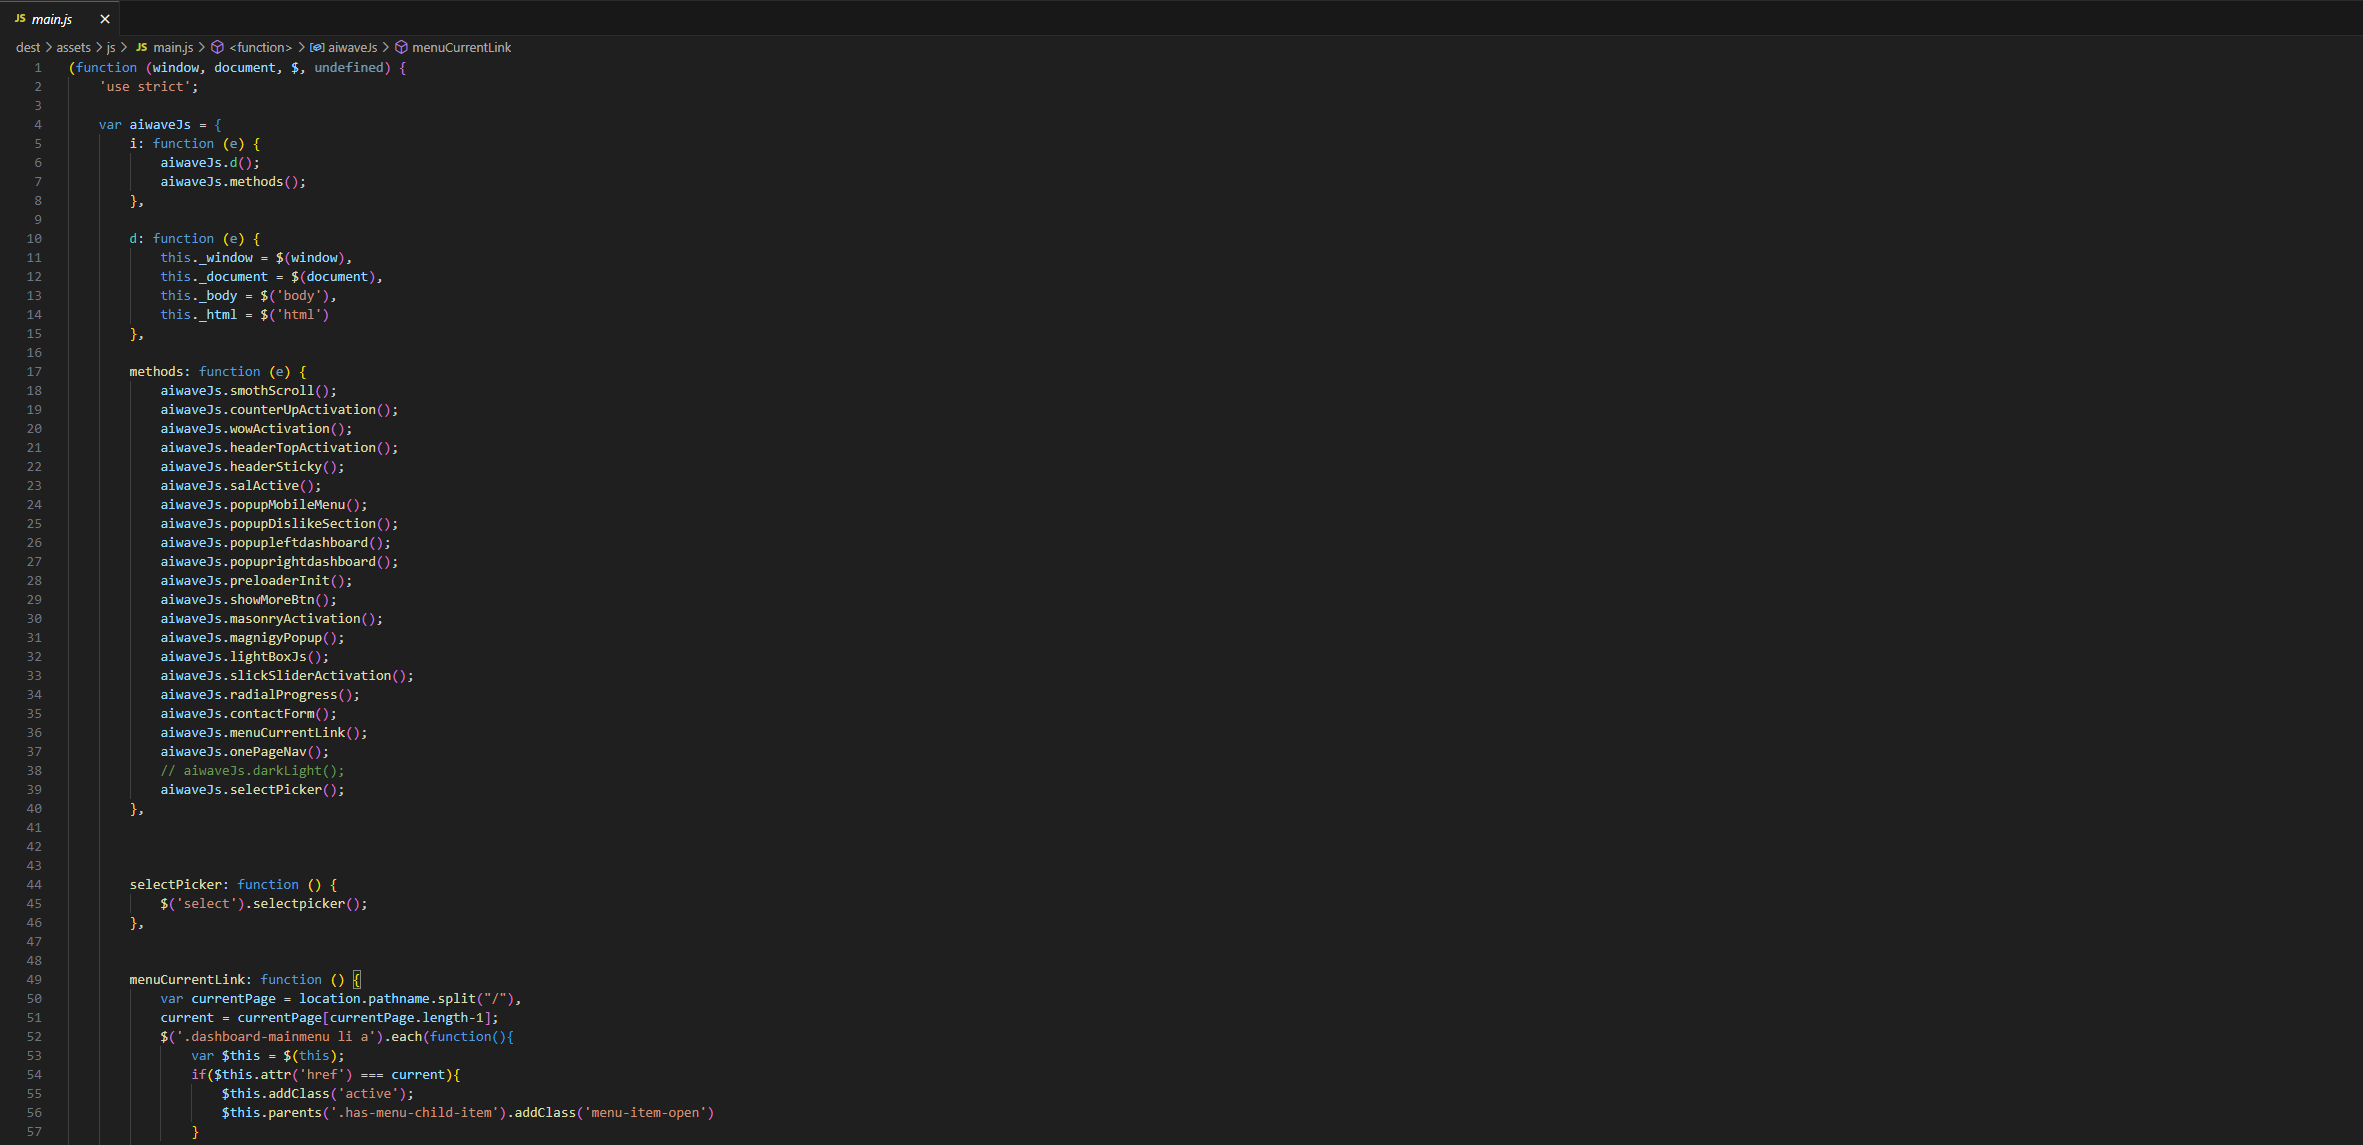 JS main.js
dest > assets > js > JS main.js > <function> > aiwaveJs > menuCurrentLink
1 (function (window, document, $, undefined) {
2 'use strict';
3
4 var aiwaveJs = {
5 i: function (e) {
6 aiwaveJs.d();
7 aiwaveJs.methods();
8 },
9
10 d: function (e) {
11 this._window = $(window),
12 this._document = $(document),
13 this._body = $('body'),
14 this._html = $('html')
15 },
16
17 methods: function (e) {
18 aiwaveJs.smothScroll();
19 aiwaveJs.counterUpActivation();
20 aiwaveJs.wowActivation();
21 aiwaveJs.headerTopActivation();
22 aiwaveJs.headerSticky();
23 aiwaveJs.salActive();
24 aiwaveJs.popupMobileMenu();
25 aiwaveJs.popupDislikeSection();
26 aiwaveJs.popupleftdashboard();
27 aiwaveJs.popuprightdashboard();
28 aiwaveJs.preloaderInit();
29 aiwaveJs.showMoreBtn();
30 aiwaveJs.masonryActivation();
31 aiwaveJs.magnigyPopup();
32 aiwaveJs.lightBoxJs();
33 aiwaveJs.slickSliderActivation();
34 aiwaveJs.radialProgress();
35 aiwaveJs.contactForm();
36 aiwaveJs.menuCurrentLink();
37 aiwaveJs.onePageNav();
38 // aiwaveJs.darkLight();
39 aiwaveJs.selectPicker();
40 },
41
42
43
44 selectPicker: function () {
45 $('select').selectpicker();
46 },
47
48
49 menuCurrentLink: function () {
50 var currentPage = location.pathname.split("/"),
51 current = currentPage[currentPage.length-1];
52 $('.dashboard-mainmenu li a').each(function(){
53 var $this = $(this);
54 if($this.attr('href') === current){
55 $this.addClass('active');
56 $this.parents('.has-menu-child-item').addClass('menu-item-open')
57 }